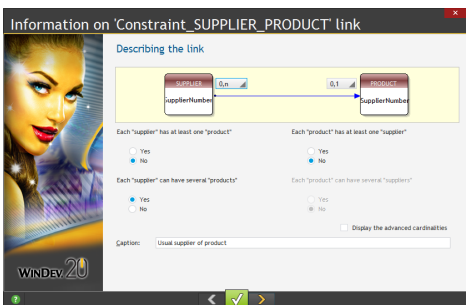 Information on 'Constraint_SUPPLIER_PRODUCT' link
Describing the link
SUPPLIER 0,n 0,1 PRODUCT
SupplierNumber SupplierNumber
Each "supplier" has at least one "product" Each "product" has at least one "supplier"
Yes Yes
No No
Each "supplier" can have several "products" Each "product" can have several "suppliers"
Yes Yes
No No
Display the advanced cardinalities
Caption: Usual supplier of product
WINDEV 20